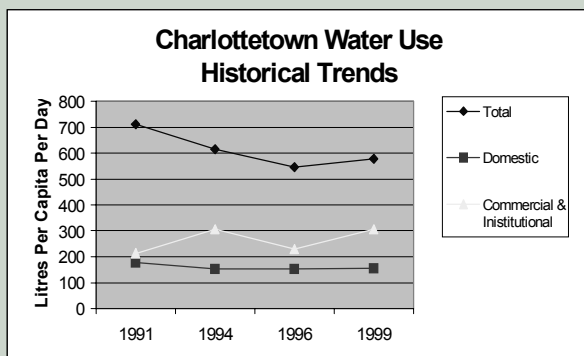 Charlottetown Water Use
Historical Trends
Litres Per Capita Per Day
800
700
600
500
400
300
200
100
0
1991 1994 1996 1999
Total
Domestic
Commercial &
Inistitutional